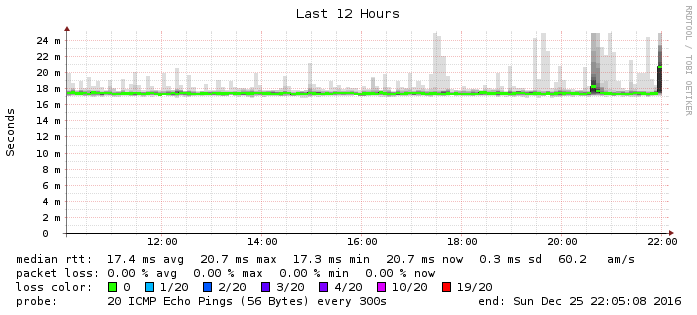 Last 12 Hours
RRDTOOL / TOBI OETIKER
Seconds
24 m
22 m
20 m
18 m
16 m
14 m
12 m
10 m
8 m
6 m
4 m
2 m
0
12:00 14:00 16:00 18:00 20:00 22:00
median rtt: 17.4 ms avg 20.7 ms max 17.3 ms min 20.7 ms now 0.3 ms sd 60.2 am/s
packet loss: 0.00 % avg 0.00 % max 0.00 % min 0.00 % now
loss color: 0 1/20 2/20 3/20 4/20 10/20 19/20
probe: 20 ICMP Echo Pings (56 Bytes) every 300s end: Sun Dec 25 22:05:08 2016